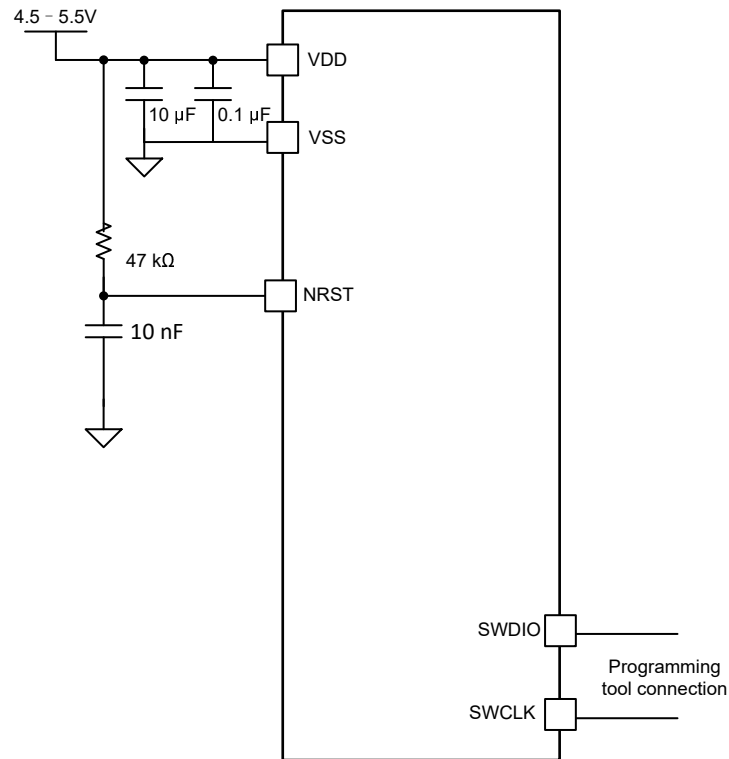 4.5 - 5.5V
VDD
10 µF
0.1 µF
VSS
47 kΩ
NRST
10 nF
SWDIO
Programming
tool connection
SWCLK